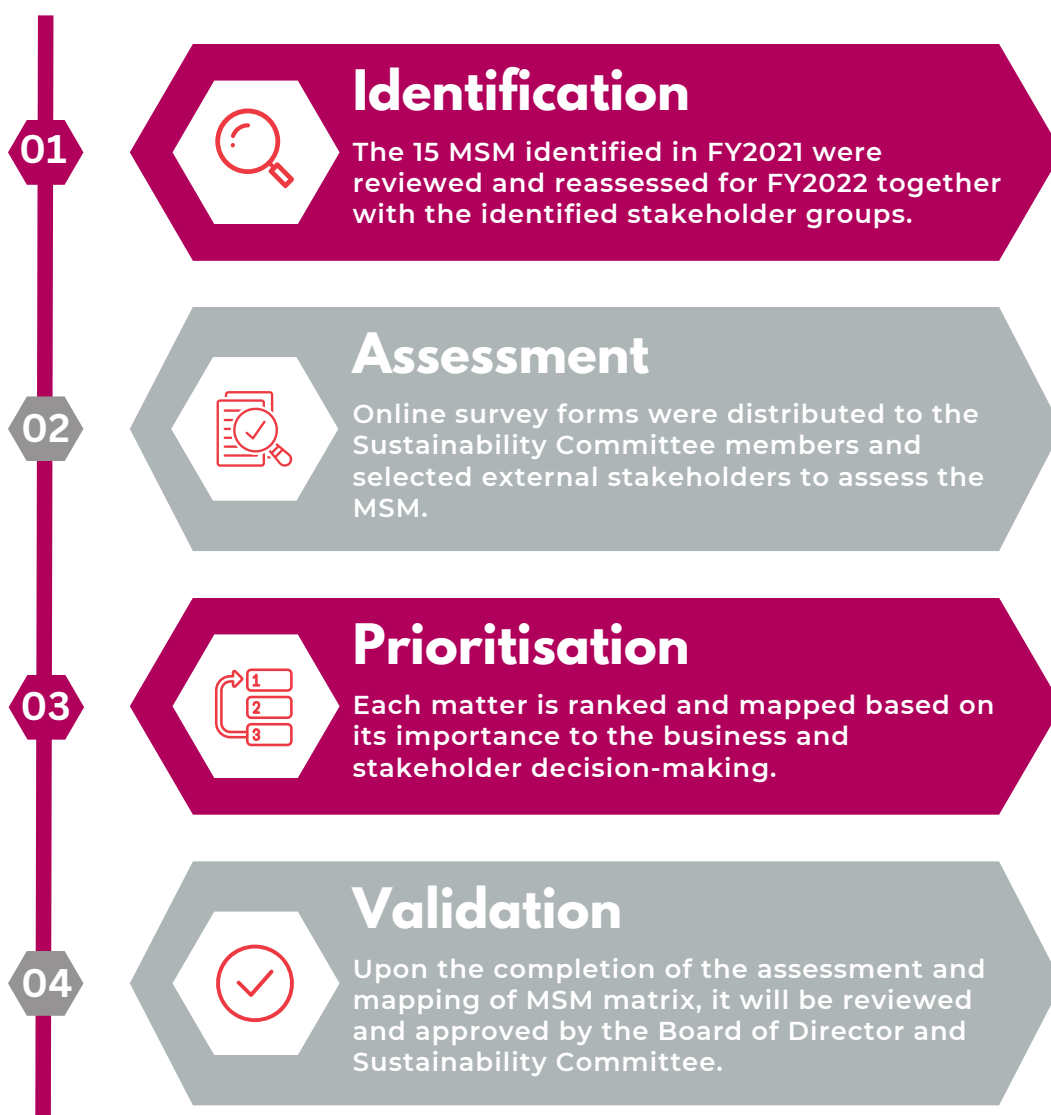 01
Identification
The 15 MSM identified in FY2021 were
reviewed and reassessed for FY2022 together
with the identified stakeholder groups.
02
Assessment
Online survey forms were distributed to the
Sustainability Committee members and
selected external stakeholders to assess the
MSM.
03
1
2
3
Prioritisation
Each matter is ranked and mapped based on
its importance to the business and
stakeholder decision-making.
04
Validation
Upon the completion of the assessment and
mapping of MSM matrix, it will be reviewed
and approved by the Board of Director and
Sustainability Committee.